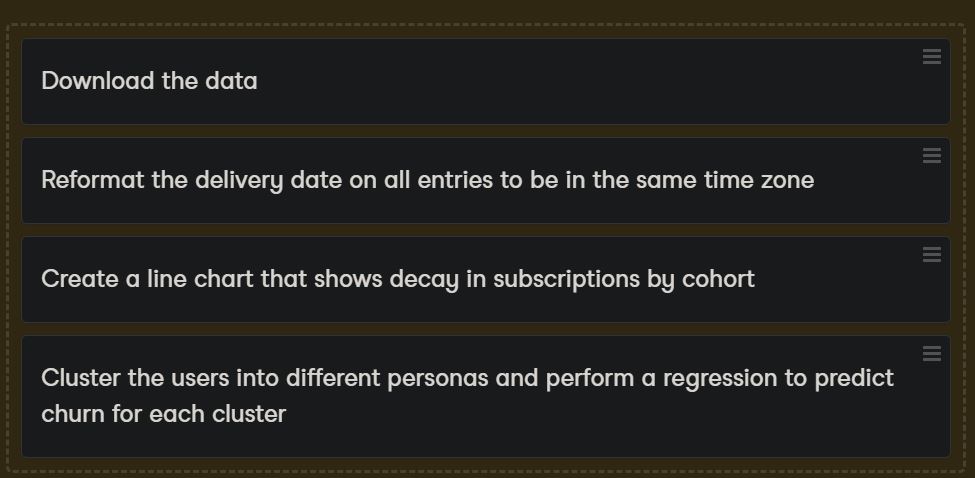 Download the data
Reformat the delivery date on all entries to be in the same time zone
Create a line chart that shows decay in subscriptions by cohort
Cluster the users into different personas and perform a regression to predict
churn for each cluster